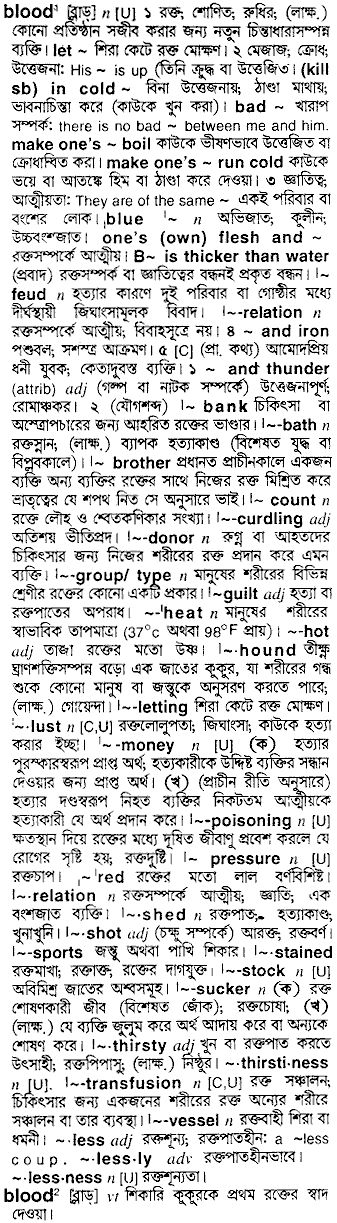 blood¹ [ব্লাড্] n [U] ১ রক্ত, শোণিত; রুধির; (লাক্ষ.)
কোনো প্রতিষ্ঠান সজীব করার জন্য নতুন চিন্তাধারাসম্পন্ন
ব্যক্তি। let ~ শিরা কেটে রক্ত মোক্ষণ। ২ মেজাজ; ক্রোধ;
উত্তেজনা: His ~ is up (তিনি ক্রুদ্ধ বা উত্তেজিত। (kill
sb) in cold ~ বিনা উত্তেজনায়; ঠাণ্ডা মাথায়;
ভাবনাচিন্তা করে (কাউকে খুন করা)। bad ~ খারাপ
সম্পর্ক: there is no bad ~ between me and him.
make one's ~ boil কাউকে ভীষণভাবে উত্তেজিত বা
ক্রোধান্বিত করা। make one's ~ run cold কাউকে
ভয়ে বা আতঙ্কে হিম বা ঠাণ্ডা করে দেওয়া। ৩ জ্ঞাতিত্ব;
আত্মীয়তা: They are of the same ~ একই পরিবার বা
বংশের লোক। blue ˈ~ n অভিজাত; কুলীন;
উচ্চবংশজাত। one's (own) flesh and ~
রক্তসম্পর্কে আত্মীয়। B~ is thicker than water
(প্রবাদ) রক্তসম্পর্ক বা জ্ঞাতিত্বের বন্ধনই প্রকৃত বন্ধন। ˈ~
feud n হত্যার কারণে দুই পরিবার বা গোষ্ঠীর মধ্যে
দীর্ঘস্থায়ী জিঘাংসামূলক বিবাদ। ˈ~-relation n
রক্তসম্পর্কে আত্মীয়, বিবাহসূত্রে নয়। ৪ ~ and iron
পশুবল; সশস্ত্র আক্রমণ। ৫ [C] (প্রা. কথ্য) আমোদপ্রিয়
ধনী যুবক; কেতাদুরস্ত ব্যক্তি। ১ ~ and thunder
(attrib) adj (গল্প বা নাটক সম্পর্কে) উত্তেজনাপূর্ণ;
রোমাঞ্চকর। ২ (যৌগশব্দ) ˈ~ bank চিকিৎসা বা
অস্ত্রোপচারের জন্য আহরিত রক্তের ভাণ্ডার। ˈ~-bath n
রক্তস্নান; (লাক্ষ.) ব্যাপক হত্যাকাণ্ড (বিশেষত যুদ্ধ বা
বিপ্লবকালে)। ˈ~ brother প্রধানত প্রাচীনকালে একজন
ব্যক্তি অন্য ব্যক্তির রক্তের সাথে নিজের রক্ত মিশ্রিত করে
ভ্রাতৃত্বের যে শপথ নিত সে অনুসারে ভাই। ˈ~ count n
রক্তে লৌহ ও শ্বেতকণিকার সংখ্যা। ˈ~-curdling adj
অতিশয় ভীতিপ্রদ। ˈ~-donor n রুগ্ন বা আহতদের
চিকিৎসার জন্য নিজের শরীরের রক্ত প্রদান করে এমন
ব্যক্তি। ˈ~-group/ type n মানুষের শরীরের বিভিন্ন
শ্রেণীর রক্তের কোনো একটি প্রকার। ˈ~guilt adj হত্যা বা
রক্তপাতের অপরাধ। ~-ˈheat n মানুষের শরীরের
স্বাভাবিক তাপমাত্রা (37°c অথবা 98°F প্রায়)। ~-hot
adj তাজা রক্তের মতো উষ্ণ। ˈ~·hound তীক্ষ্ণ
ঘ্রাণশক্তিসম্পন্ন বড়ো এক জাতের কুকুর, যা শরীরের গন্ধ
শুকে কোনো মানুষ বা জন্তুকে অনুসরণ করতে পারে;
(লাক্ষ.) গোয়েন্দা। ˈ~-letting শিরা কেটে রক্ত মোক্ষণ।
ˈ~·lust n [C,U] রক্তলোলুপতা; জিঘাংসা; কাউকে হত্যা
করার ইচ্ছা। ˈ~-money n [U] (ক) হত্যার
পুরস্কারস্বরূপ প্রাপ্ত অর্থ; হত্যাকারীকে উদ্দিষ্ট ব্যক্তির সন্ধান
দেওয়ার জন্য প্রাপ্ত অর্থ। (খ) (প্রাচীন রীতি অনুসারে)
হত্যার দণ্ডস্বরূপ নিহত ব্যক্তির নিকটতম আত্মীয়কে
হত্যাকারী যে অর্থ প্রদান করে। ˈ~-poisoning n [U]
ক্ষতস্থান দিয়ে রক্তের মধ্যে দূষিত জীবাণু প্রবেশ করলে যে
রোগের সৃষ্টি হয়; রক্তদুষ্টি। ˈ~ pressure n [U]
রক্তচাপ। ~-ˈred রক্তের মতো লাল বর্ণবিশিষ্ট।
ˈ~-relation n রক্তসম্পর্কে আত্মীয়; জ্ঞাতি; এক
বংশজাত ব্যক্তি। ˈ~·shed n রক্তপাত; হত্যাকাণ্ড;
খুনাখুনি। ˈ~·shot adj (চক্ষু সম্পর্কে) আরক্ত; রক্তবর্ণ।
ˈ~-sports জন্তু অথবা পাখি শিকার। ˈ~-stained
রক্তমাখা; রক্তাক্ত; রক্তের দাগযুক্ত। ˈ~-stock n [U]
অবিমিশ্র জাতের অশ্বসমূহ। ˈ~-sucker n (ক) রক্ত
শোষণকারী জীব (বিশেষত জোঁক); রক্তচোষা; (খ)
(লাক্ষ.) যে ব্যক্তি জুলুম করে অর্থ আদায় করে বা অন্যকে
শোষণ করে। ˈ~·thirsty adj খুন বা রক্তপাত করতে
উৎসাহী; রক্তপিপাসু; (লাক্ষ.) নিষ্ঠুর। ~·thirsti·ness
n [U]. ˈ~-transfusion n [C,U] রক্ত সঞ্চালন;
চিকিৎসার জন্য একজনের শরীরের রক্ত অন্যের শরীরে
সঞ্চালন বা তার ব্যবস্থা। ˈ~-vessel n রক্তবাহী শিরা বা
ধমনী। ~·less adj রক্তশূন্য; রক্তপাতহীন: a ~less
coup. ~·less·ly adv রক্তপাতহীনভাবে।
~·less·ness n [U] রক্তশূন্যতা।
blood² [ব্লাড্] vt শিকারি কুকুরকে প্রথম রক্তের স্বাদ
দেওয়া।